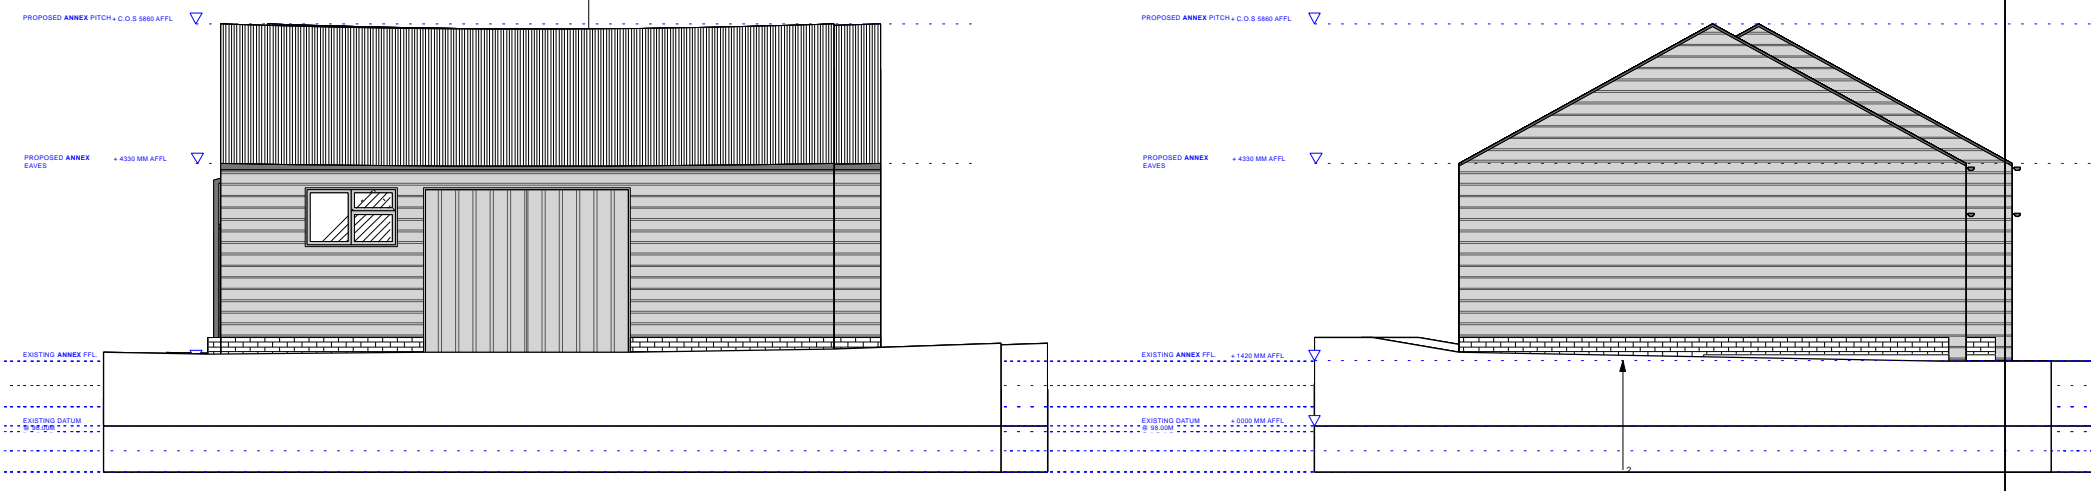 PROPOSED ANNEX PITCH + C.O.S 5860 AFFL
PROPOSED ANNEX PITCH + C.O.S 5860 AFFL
PROPOSED ANNEX + 4330 MM AFFL
EAVES
PROPOSED ANNEX + 4330 MM AFFL
EAVES
EXISTING ANNEX FFL.
EXISTING ANNEX FFL. + 1420 MM AFFL
EXISTING DATUM
@ 98.00M
EXISTING DATUM + 0000 MM AFFL
@ 98.00M
2